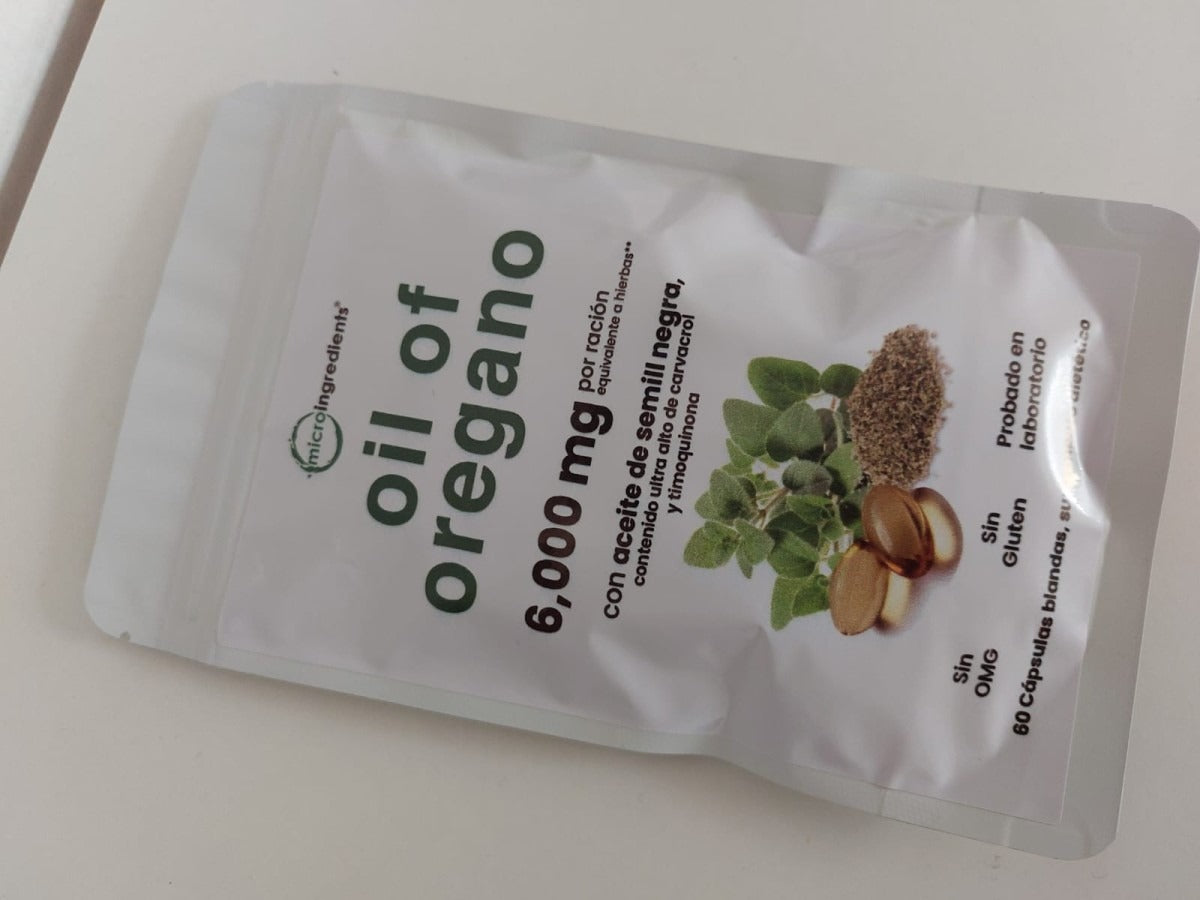 microingredients®
oil of
oregano
6,000 mg por ración
equivalente a hierbas**
con aceite de semill negra,
contenido ultra alto de carvacrol
y timoquinona
Sin
OMG
Sin
Gluten
Probado en
laboratorio
60 Cápsulas blandas,